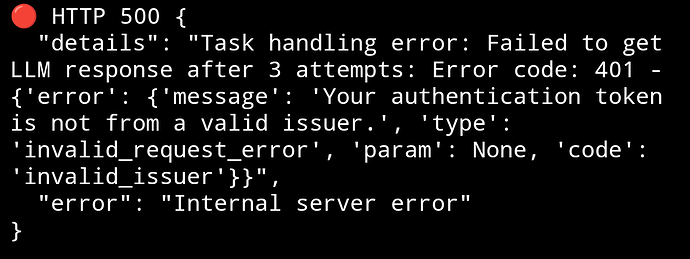 🔴 HTTP 500 {
  "details": "Task handling error: Failed to get
LLM response after 3 attempts: Error code: 401 -
{'error': {'message': 'Your authentication token
is not from a valid issuer.', 'type':
'invalid_request_error', 'param': None, 'code':
'invalid_issuer'}}",
  "error": "Internal server error"
}